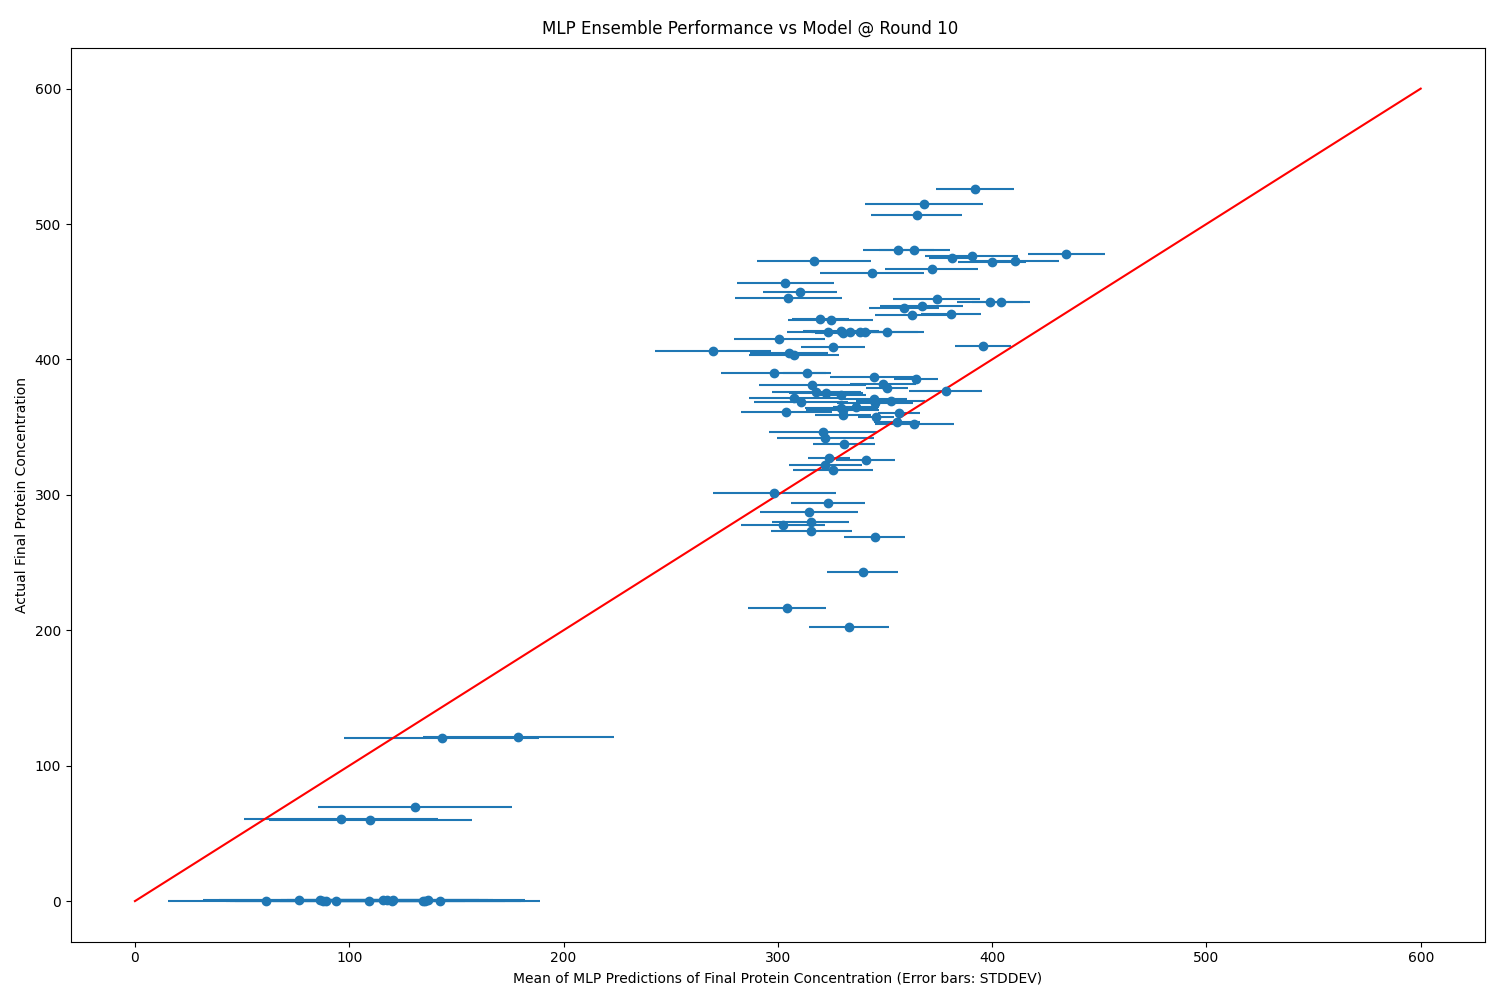 MLP Ensemble Performance vs Model @ Round 10
600
500
400
300
200
100
0
Actual Final Protein Concentration
0 100 200 300 400 500 600
Mean of MLP Predictions of Final Protein Concentration (Error bars: STDDEV)